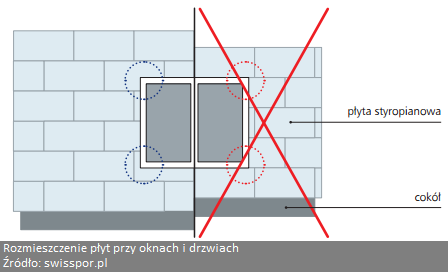 płyta styropianowa
cokół
Rozmieszczenie płyt przy oknach i drzwiach
Źródło: swisspor.pl